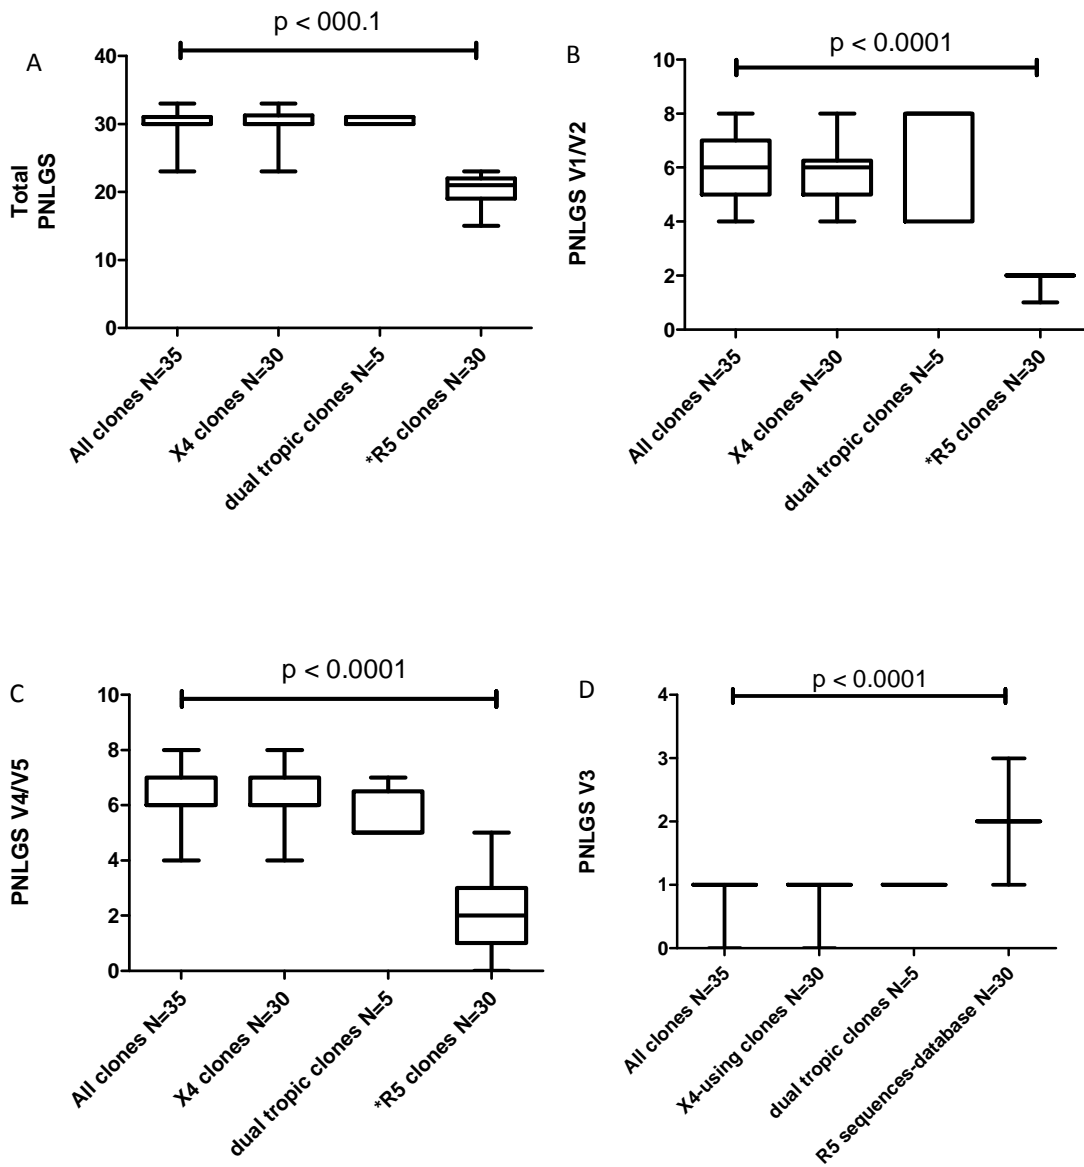 A
p < 000.1
Total
PNLGS
40
30
20
10
0
All clones N=35
X4 clones N=30
dual tropic clones N=5
*R5 clones N=30
B
p < 0.0001
PNLGS V1/V2
10
8
6
4
2
0
All clones N=35
X4 clones N=30
dual tropic clones N=5
*R5 clones N=30
C
p < 0.0001
PNLGS V4/V5
10
8
6
4
2
0
All clones N=35
X4 clones N=30
dual tropic clones N=5
*R5 clones N=30
D
p < 0.0001
PNLGS V3
4
3
2
1
0
All clones N=35
X4-using clones N=30
dual tropic clones N=5
R5 sequences-database N=30